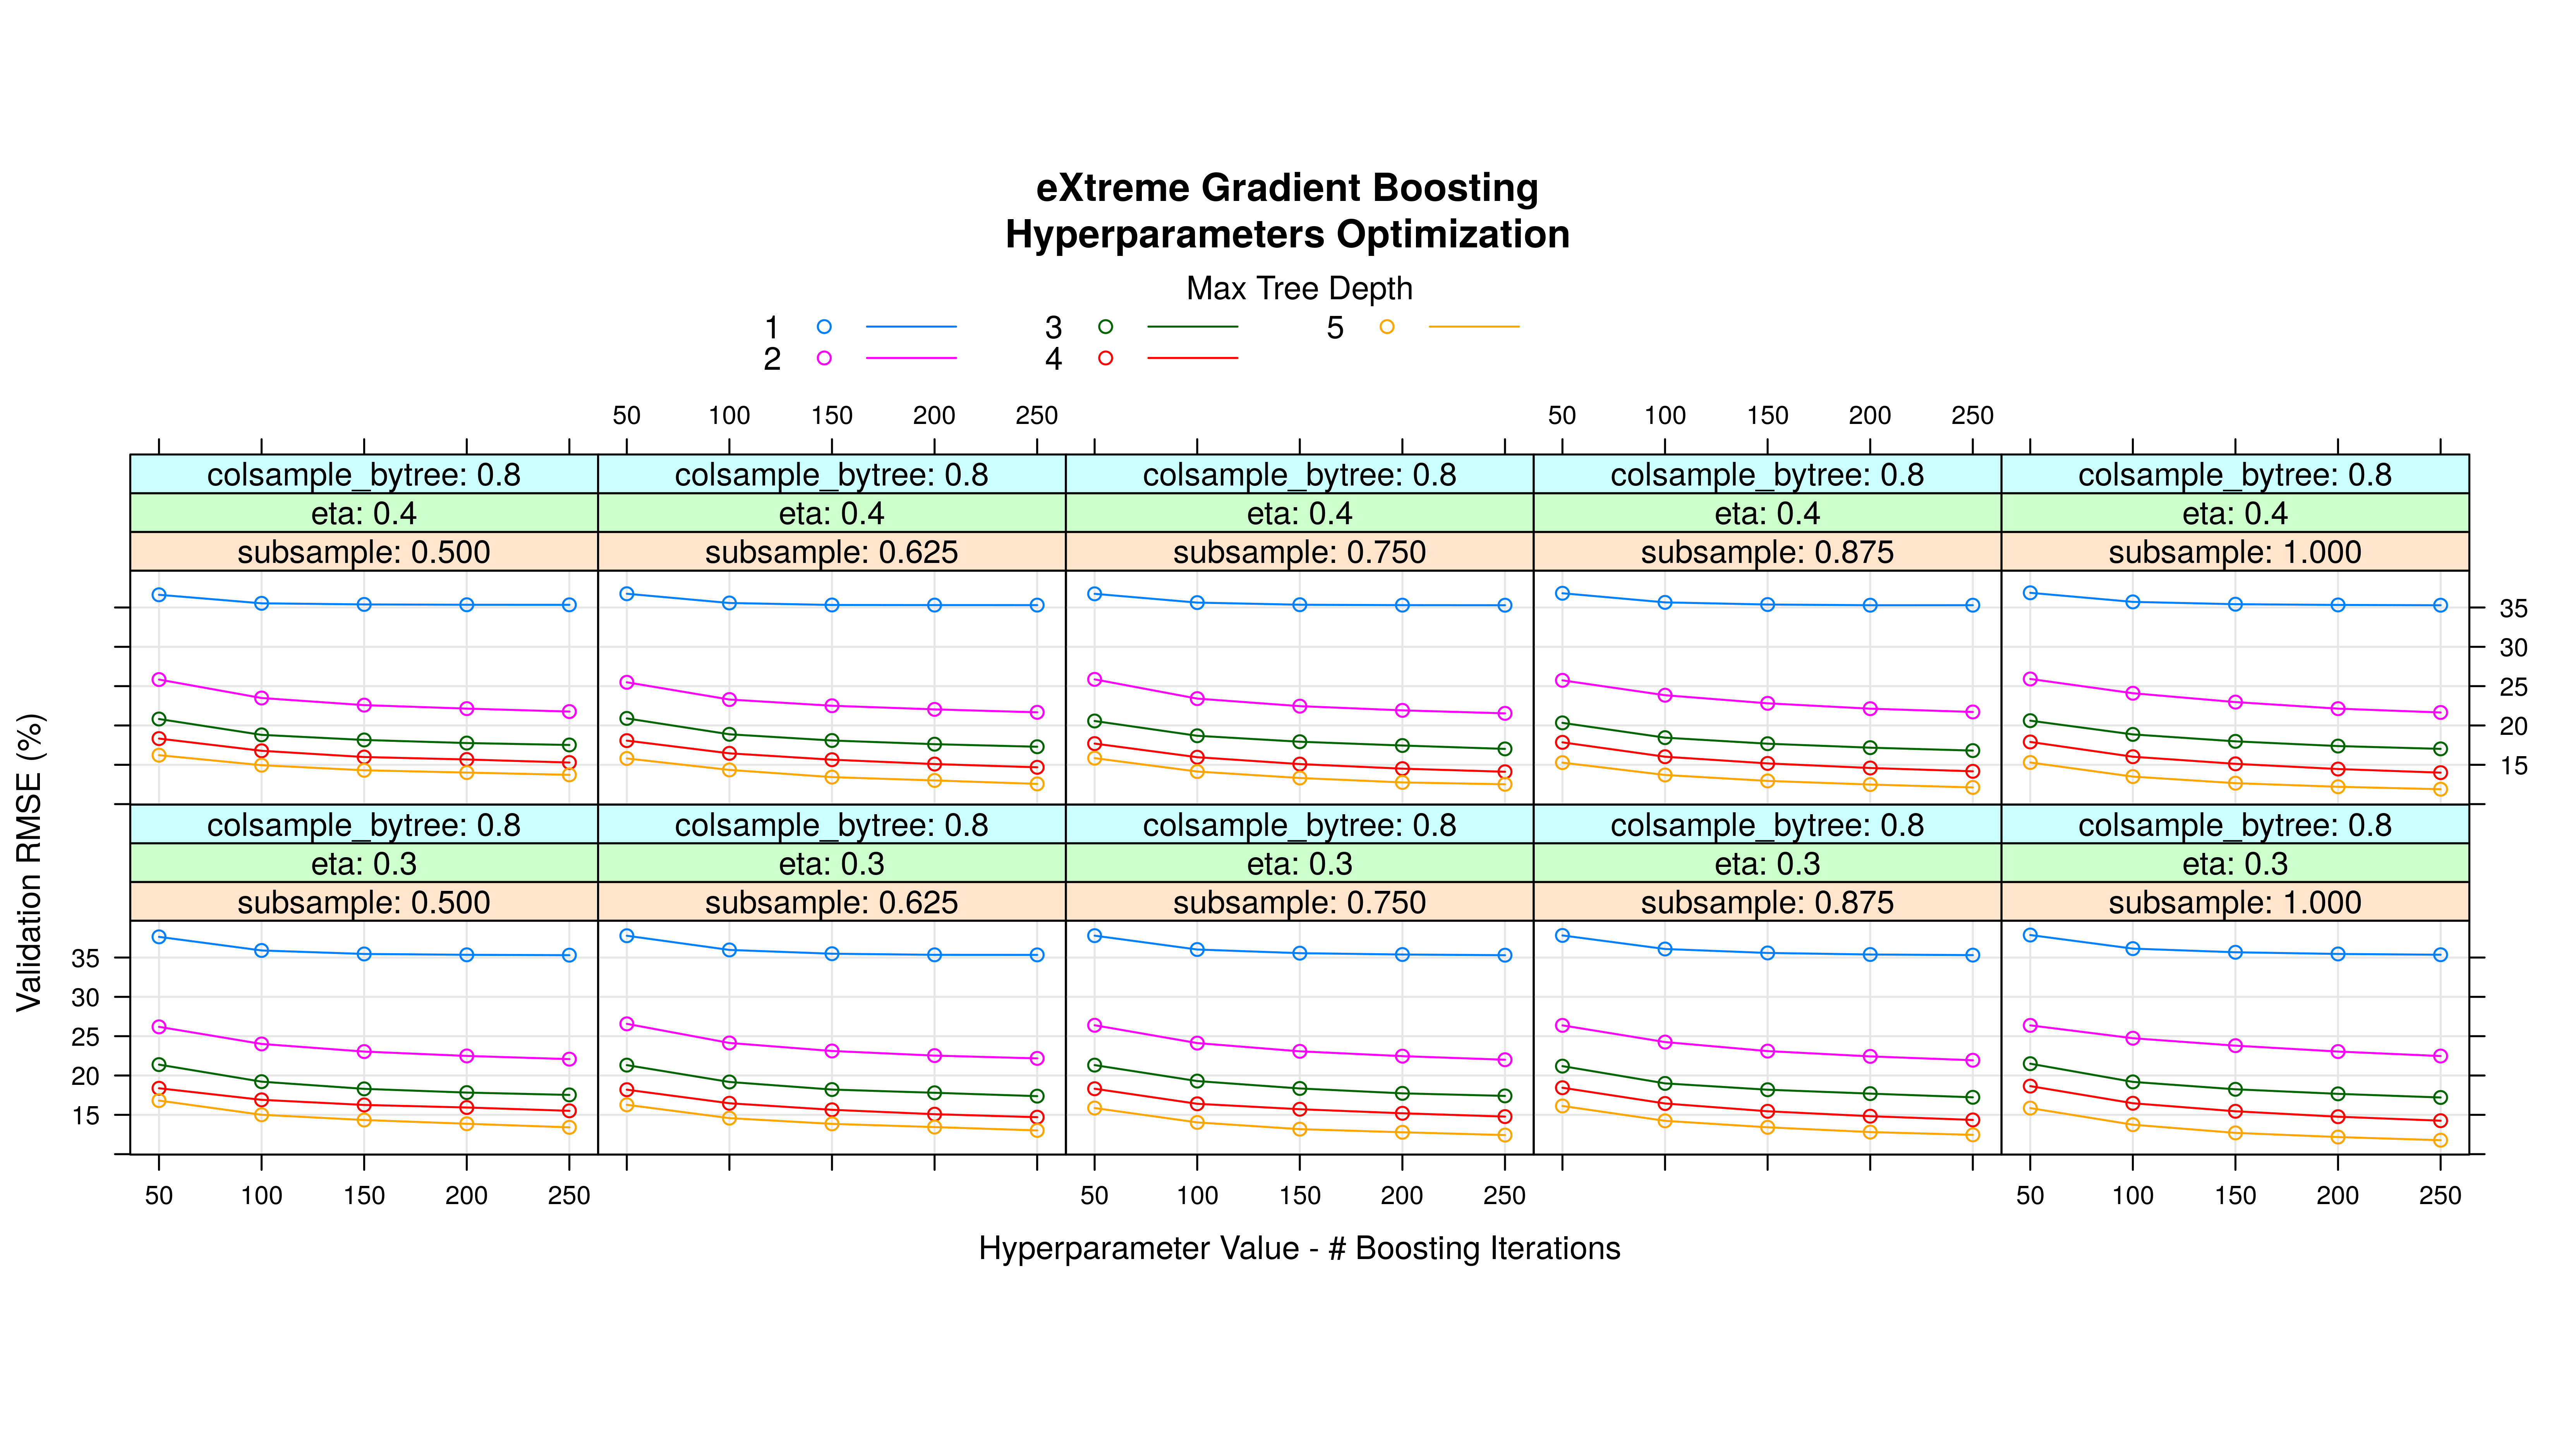 eXtreme Gradient Boosting
Hyperparameters Optimization
Max Tree Depth
1 3 5
2 4
50 100 150 200 250 50 100 150 200 250
colsample_bytree: 0.8 colsample_bytree: 0.8 colsample_bytree: 0.8 colsample_bytree: 0.8 colsample_bytree: 0.8
eta: 0.4 eta: 0.4 eta: 0.4 eta: 0.4 eta: 0.4
subsample: 0.500 subsample: 0.625 subsample: 0.750 subsample: 0.875 subsample: 1.000
35
30
25
20
15
colsample_bytree: 0.8 colsample_bytree: 0.8 colsample_bytree: 0.8 colsample_bytree: 0.8 colsample_bytree: 0.8
eta: 0.3 eta: 0.3 eta: 0.3 eta: 0.3 eta: 0.3
subsample: 0.500 subsample: 0.625 subsample: 0.750 subsample: 0.875 subsample: 1.000
Validation RMSE (%)
35
30
25
20
15
50 100 150 200 250 50 100 150 200 250 50 100 150 200 250
Hyperparameter Value - # Boosting Iterations